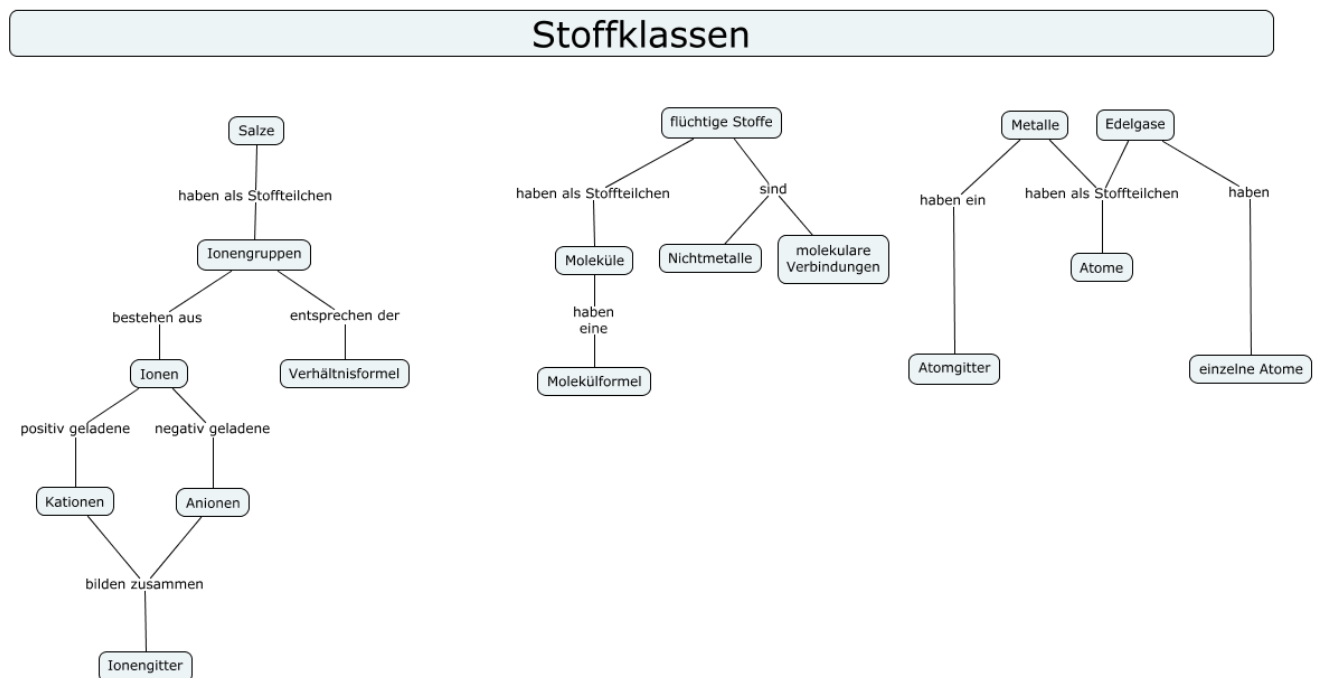 Stoffklassen
Salze
haben als Stoffteilchen
Ionengruppen
bestehen aus
entsprechen der
Ionen
Verhältnisformel
positiv geladene
negativ geladene
Kationen
Anionen
bilden zusammen
Ionengitter
flüchtige Stoffe
haben als Stoffteilchen
sind
Moleküle
Nichtmetalle
molekulare
Verbindungen
haben
eine
Molekülformel
Metalle
Edelgase
haben ein
haben als Stoffteilchen
haben
Atome
Atomgitter
einzelne Atome